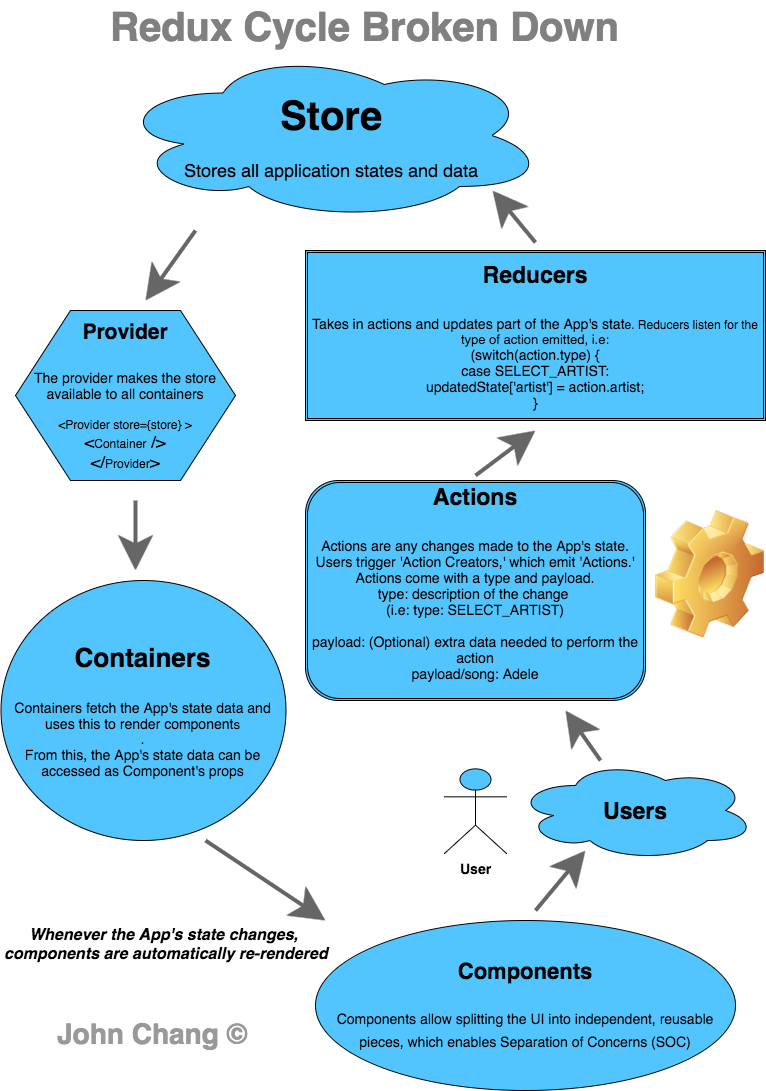 Redux Cycle Broken Down
Store
Stores all application states and data
Provider
The provider makes the store
available to all containers
<Provider store={store} >
<Container />
</Provider>
Reducers
Takes in actions and updates part of the App's state. Reducers listen for the
type of action emitted, i.e:
(switch(action.type) {
case SELECT_ARTIST:
updatedState['artist'] = action.artist;
}
Actions
Actions are any changes made to the App's state.
Users trigger 'Action Creators,' which emit 'Actions.'
Actions come with a type and payload.
type: description of the change
(i.e: type: SELECT_ARTIST)
payload: (Optional) extra data needed to perform the
action
payload/song: Adele
Containers
Containers fetch the App's state data and
uses this to render components
.
From this, the App's state data can be
accessed as Component's props
Users
User
Whenever the App's state changes,
components are automatically re-rendered
Components
Components allow splitting the UI into independent, reusable
pieces, which enables Separation of Concerns (SOC)
John Chang ©